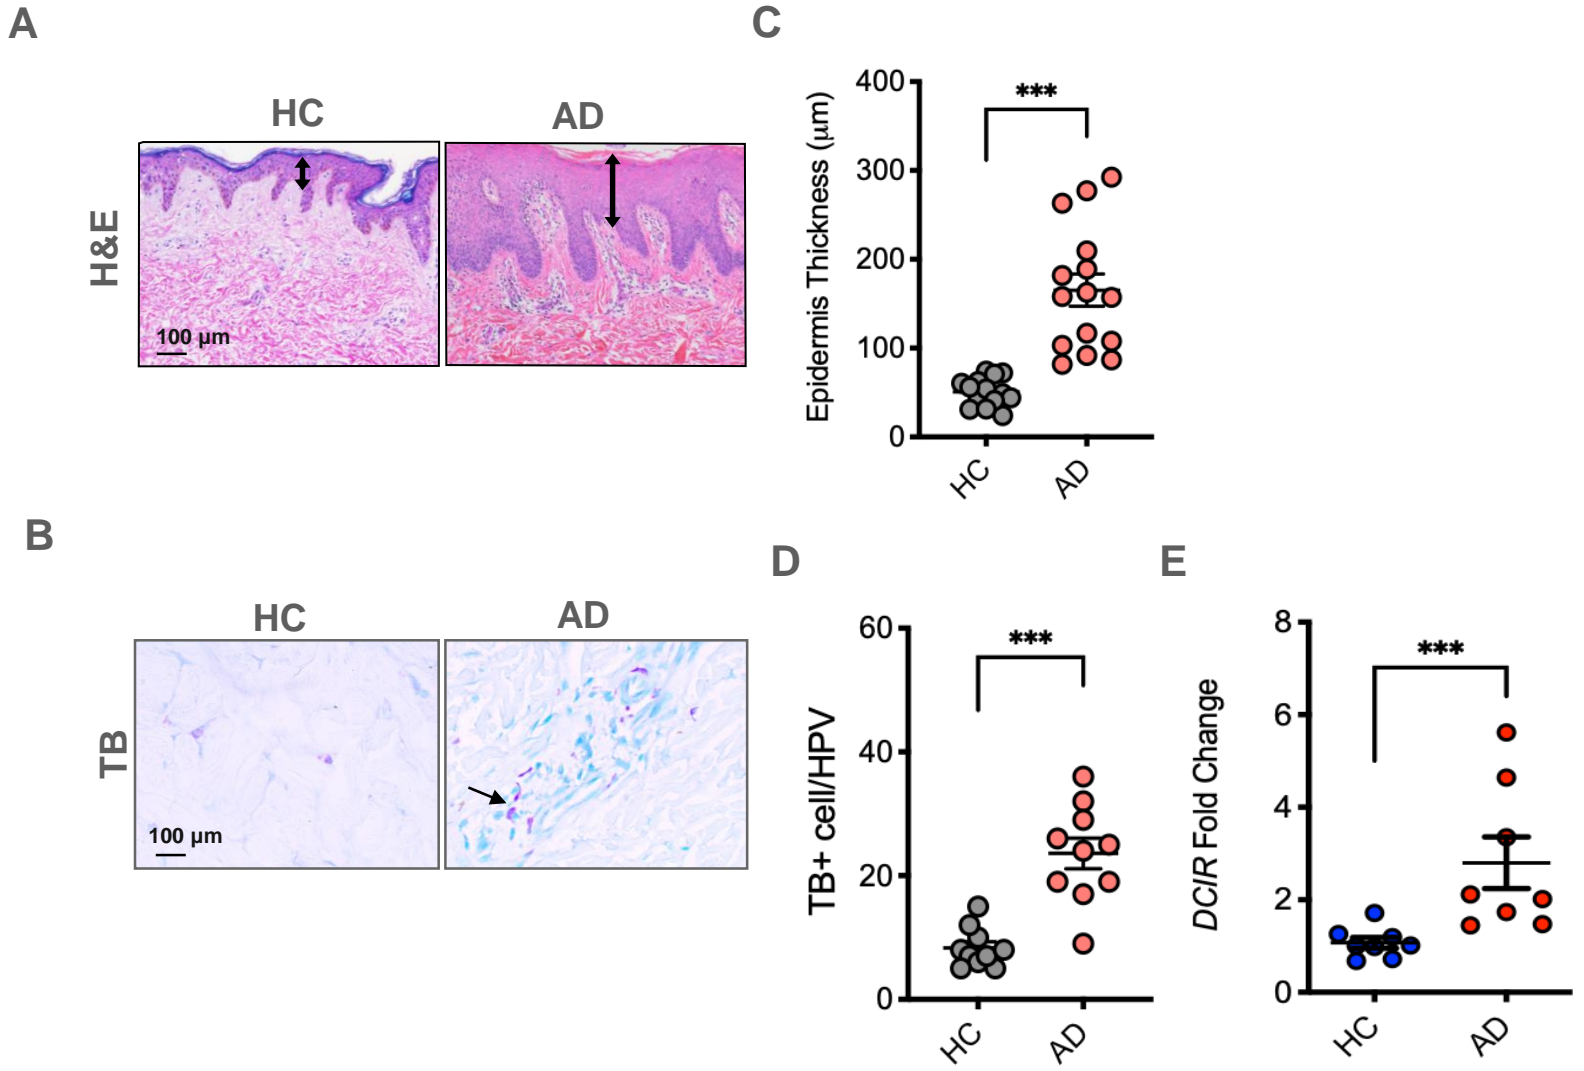 A
HC
AD
H&E
100 µm
B
HC
AD
TB
100 µm
C
400
300
200
100
0
Epidermis Thickness (µm)
***
HC
AD
D
60
40
20
0
TB+ cell/HPV
***
HC
AD
E
8
6
4
2
0
DCIR Fold Change
***
HC
AD